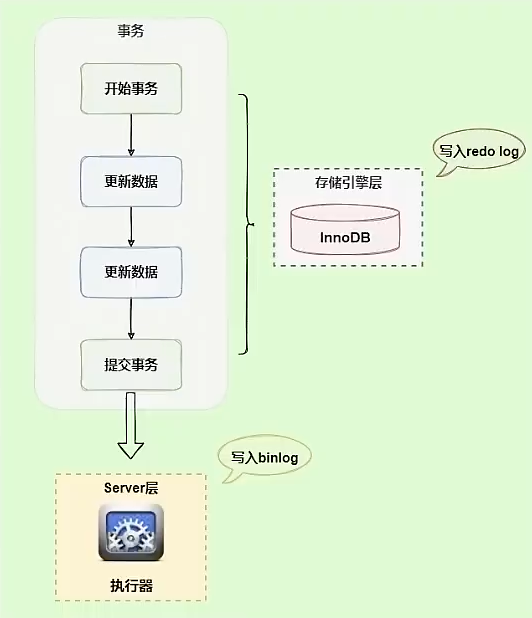 事务
开始事务
更新数据
更新数据
提交事务
写入redo log
存储引擎层
InnoDB
写入binlog
Server层
执行器